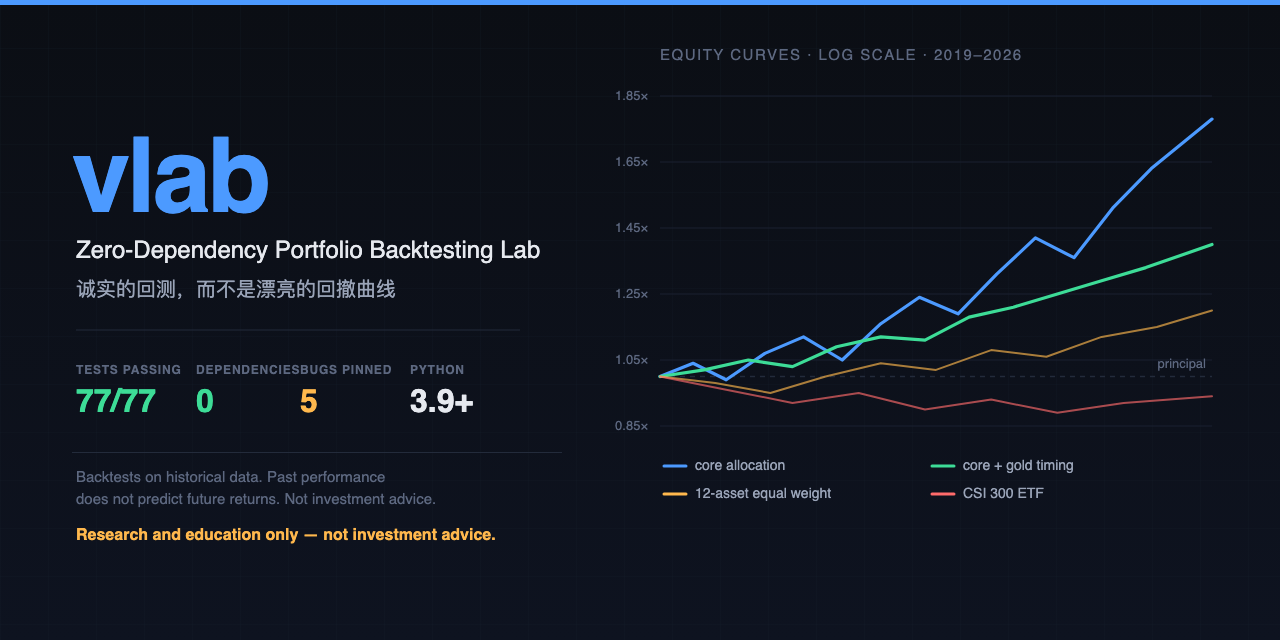 vlab
Zero-Dependency Portfolio Backtesting Lab
诚实的回测，而不是漂亮的回撤曲线
TESTS PASSING
77/77
DEPENDENCIES
0
BUGS PINNED
5
PYTHON
3.9+
Backtests on historical data. Past performance
does not predict future returns. Not investment advice.
Research and education only — not investment advice.
EQUITY CURVES · LOG SCALE · 2019–2026
1.85×
1.65×
1.45×
1.25×
1.05×
0.85×
principal
core allocation
core + gold timing
12-asset equal weight
CSI 300 ETF